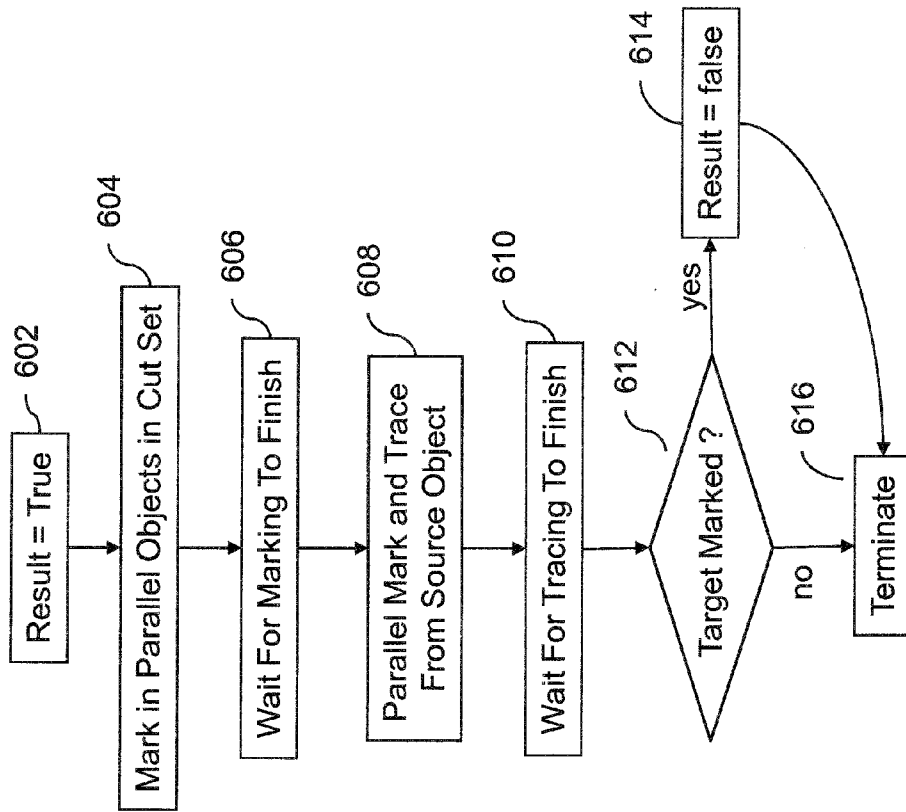 Result = True
602
Mark in Parallel Objects in Cut Set
604
Wait For Marking To Finish
606
Parallel Mark and Trace
From Source Object
608
Wait For Tracing To Finish
610
Target Marked ?
612
yes
Result = false
614
no
Terminate
616